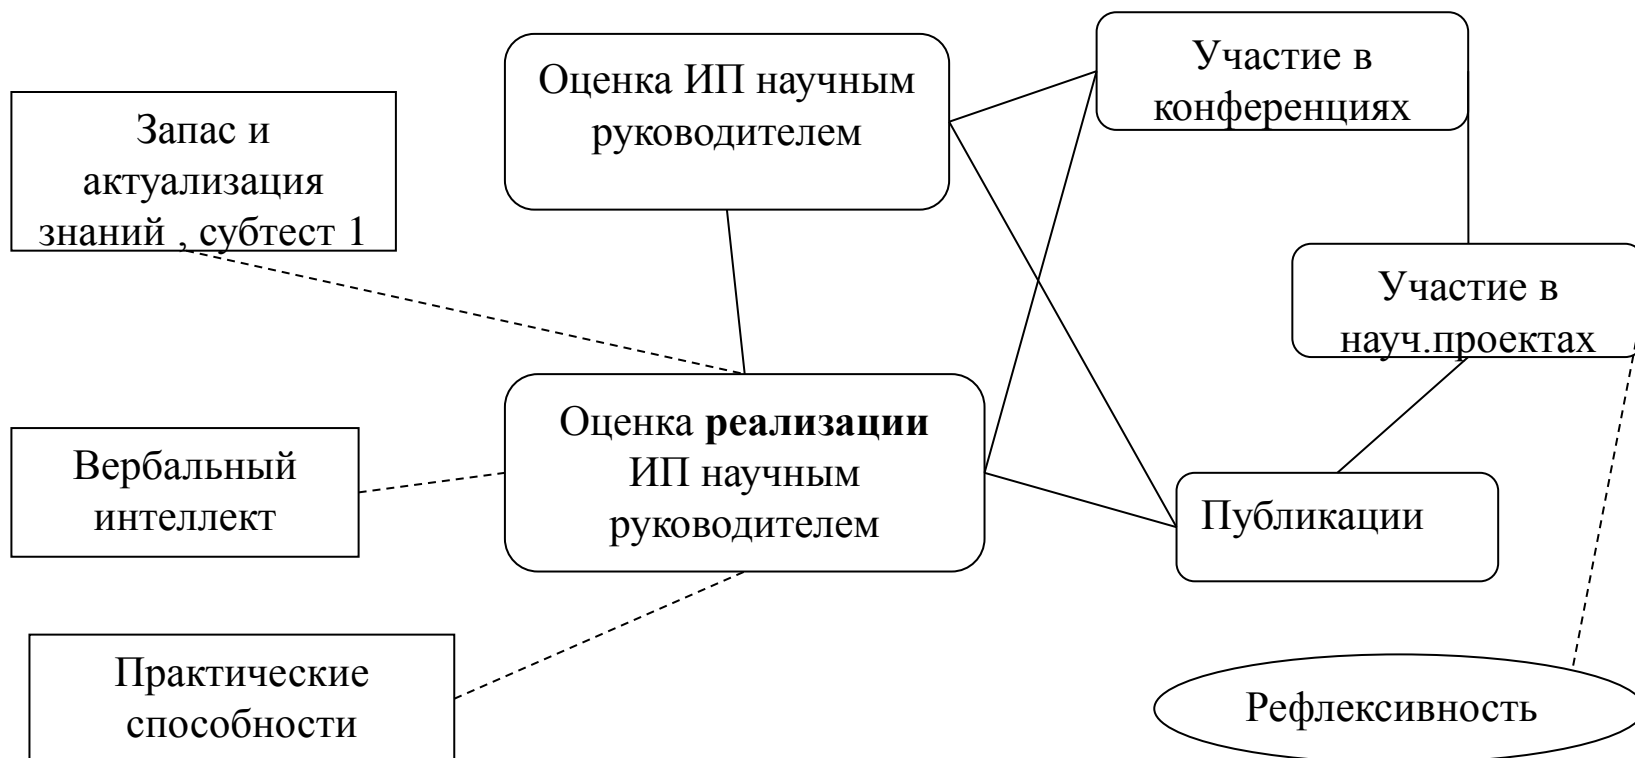 Участие в
конференциях
Оценка ИП научным
руководителем
Запас и
актуализация
знаний , субтест 1
Участие в
науч.проектах
Оценка реализации
ИП научным
руководителем
Вербальный
интеллект
Публикации
Практические
способности
Рефлексивность